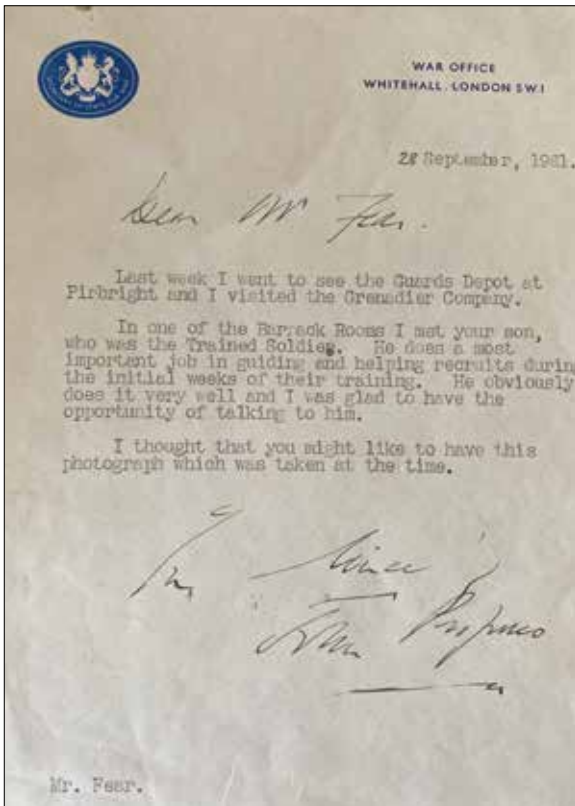 WAR OFFICE
WHITEHALL, LONDON S W 1
28 September, 1961.
Dear Mr Fear.
Last week I went to see the Guards Depot at
Pirbright and I visited the Grenadier Company.
In one of the Barrack Rooms I met your son,
who was the Trained Soldier. He does a most
important job in guiding and helping recruits during
the initial weeks of their training. He obviously
does it very well and I was glad to have the
opportunity of talking to him.
I thought that you might like to have this
photograph which was taken at the time.
John Profumo
Mr. Fear.